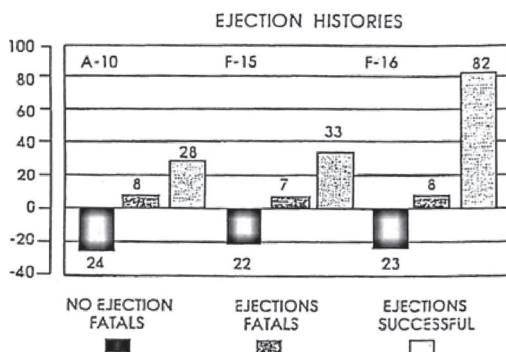 EJECTION HISTORIES
100
80
60
40
20
0
-20
-40
A-10 F-15 F-16
8 28 7 33 8 82
24 22 23
NO EJECTION FATALS
EJECTIONS FATALS
EJECTIONS SUCCESSFUL